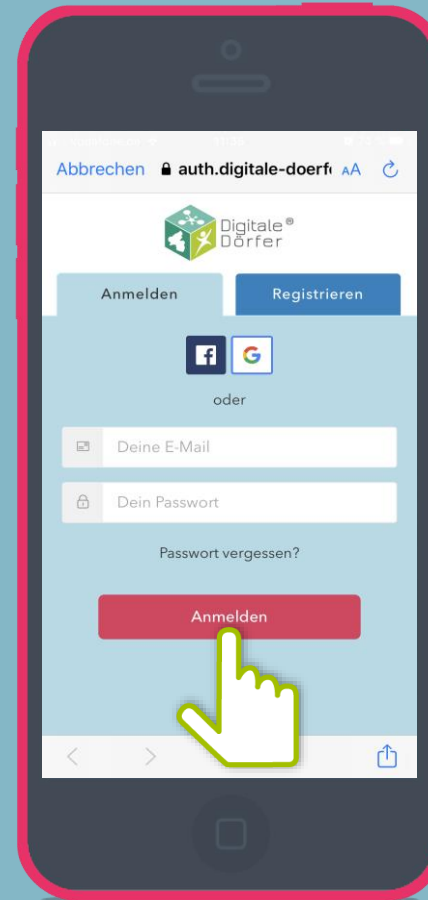 Abbrechen auth.digitale-doerf AA
Digitale®
Dörfer
Anmelden Registrieren
oder
Deine E-Mail
Dein Passwort
Passwort vergessen?
Anmelden